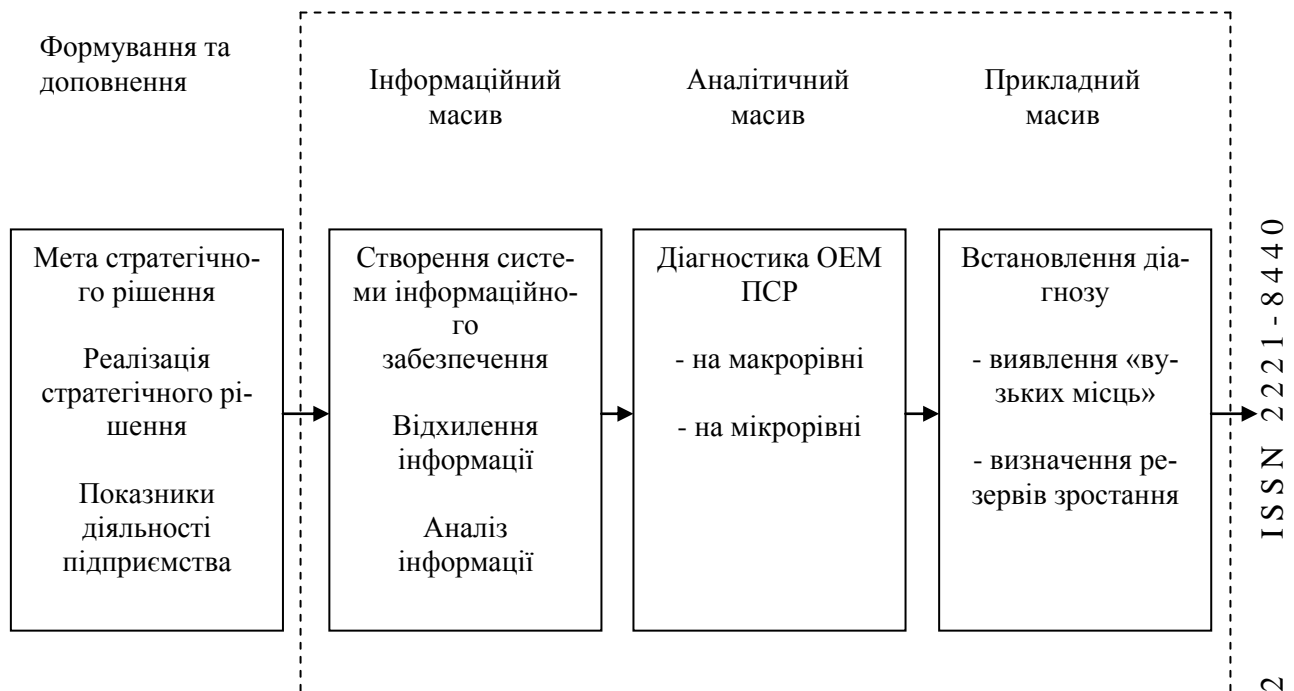 Формування та
доповнення
Інформаційний
масив
Аналітичний
масив
Прикладний
масив
Мета стратегічно-
го рішення
Реалізація
стратегічного рі-
шення
Показники
діяльності
підприємства
Створення систе-
ми інформаційно-
го
забезпечення
Відхилення
інформації
Аналіз
інформації
Діагностика ОЕМ
ПСР
- на макрорівні
- на мікрорівні
Встановлення діа-
гнозу
- виявлення «ву-
зьких місць»
- визначення ре-
зервів зростання
ISSN 2221-8440
2